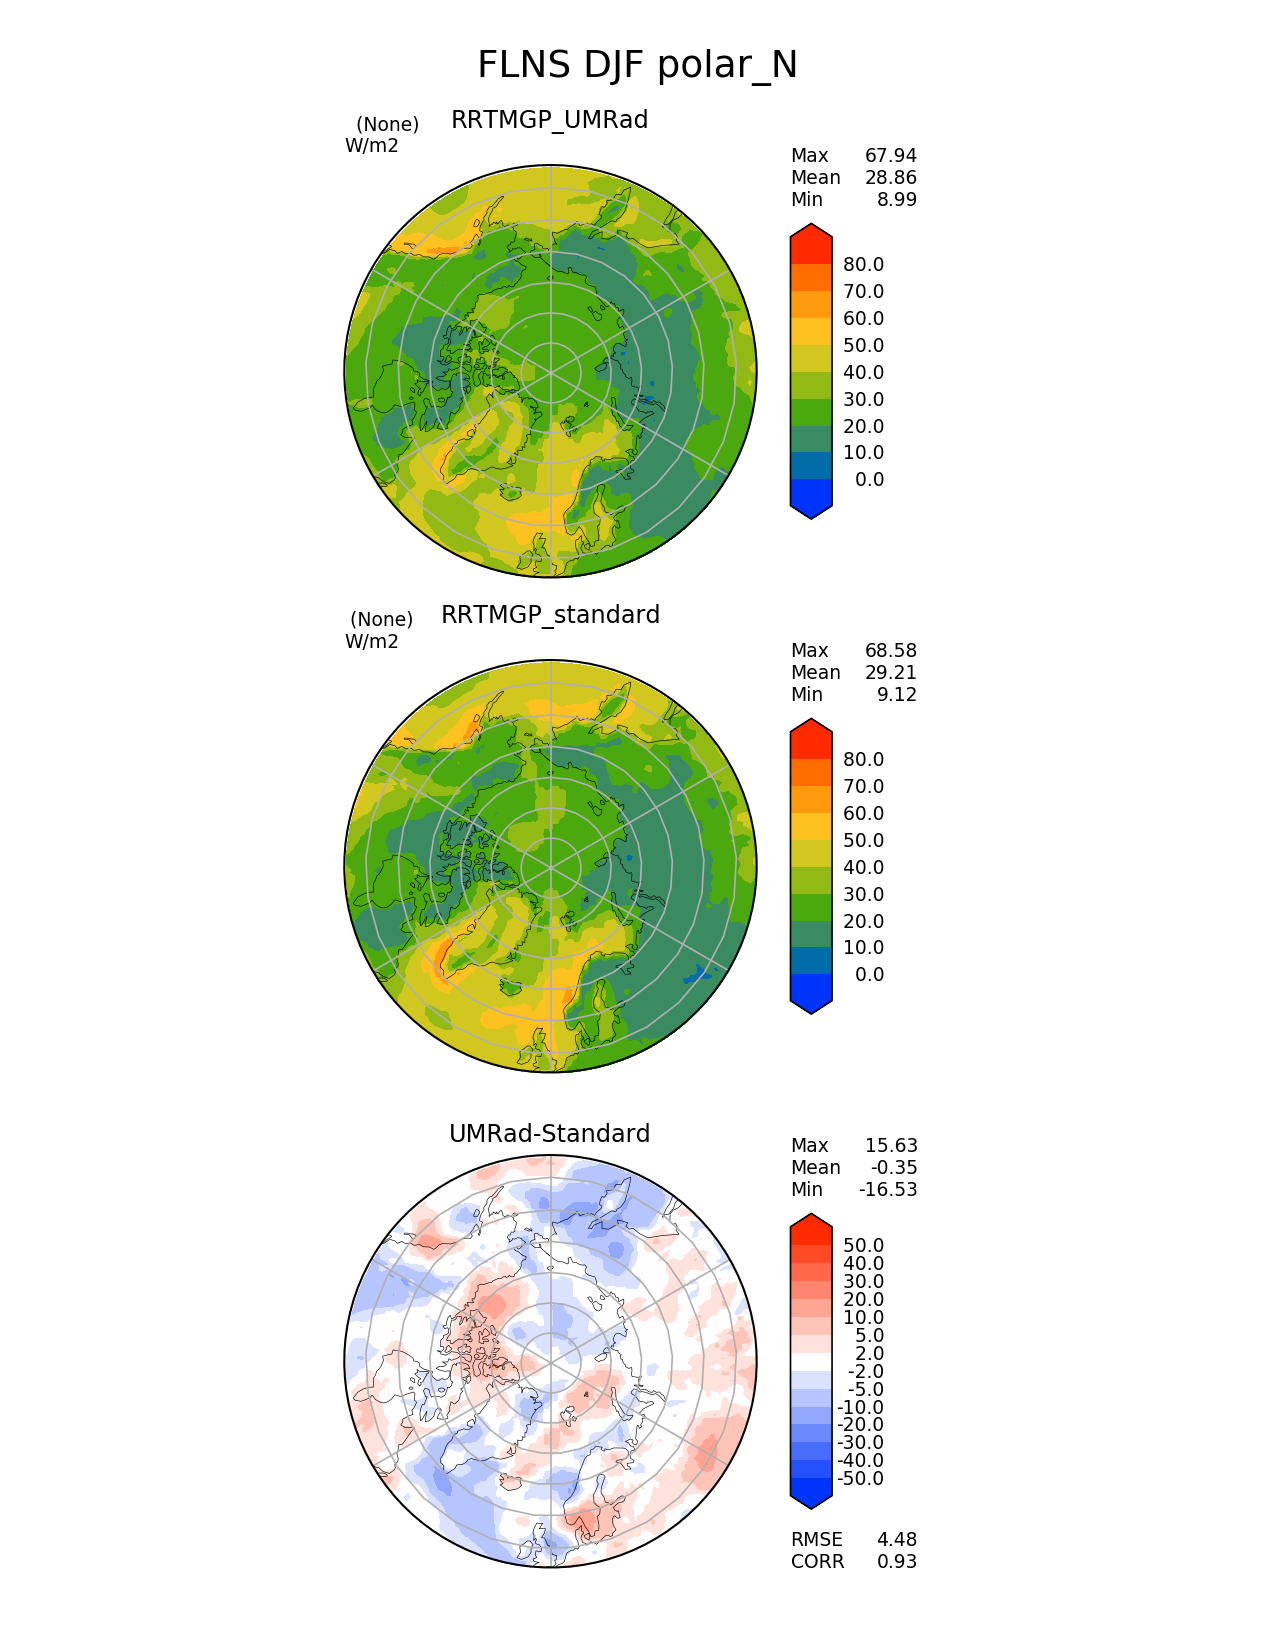 FLNS DJF polar_N
(None) RRTMGP_UMRad
W/m2
Max 67.94
Mean 28.86
Min 8.99
80.0
70.0
60.0
50.0
40.0
30.0
20.0
10.0
0.0
(None) RRTMGP_standard
W/m2
Max 68.58
Mean 29.21
Min 9.12
80.0
70.0
60.0
50.0
40.0
30.0
20.0
10.0
0.0
UMRad-Standard
Max 15.63
Mean -0.35
Min -16.53
50.0
40.0
30.0
20.0
10.0
5.0
2.0
-2.0
-5.0
-10.0
-20.0
-30.0
-40.0
-50.0
RMSE 4.48
CORR 0.93